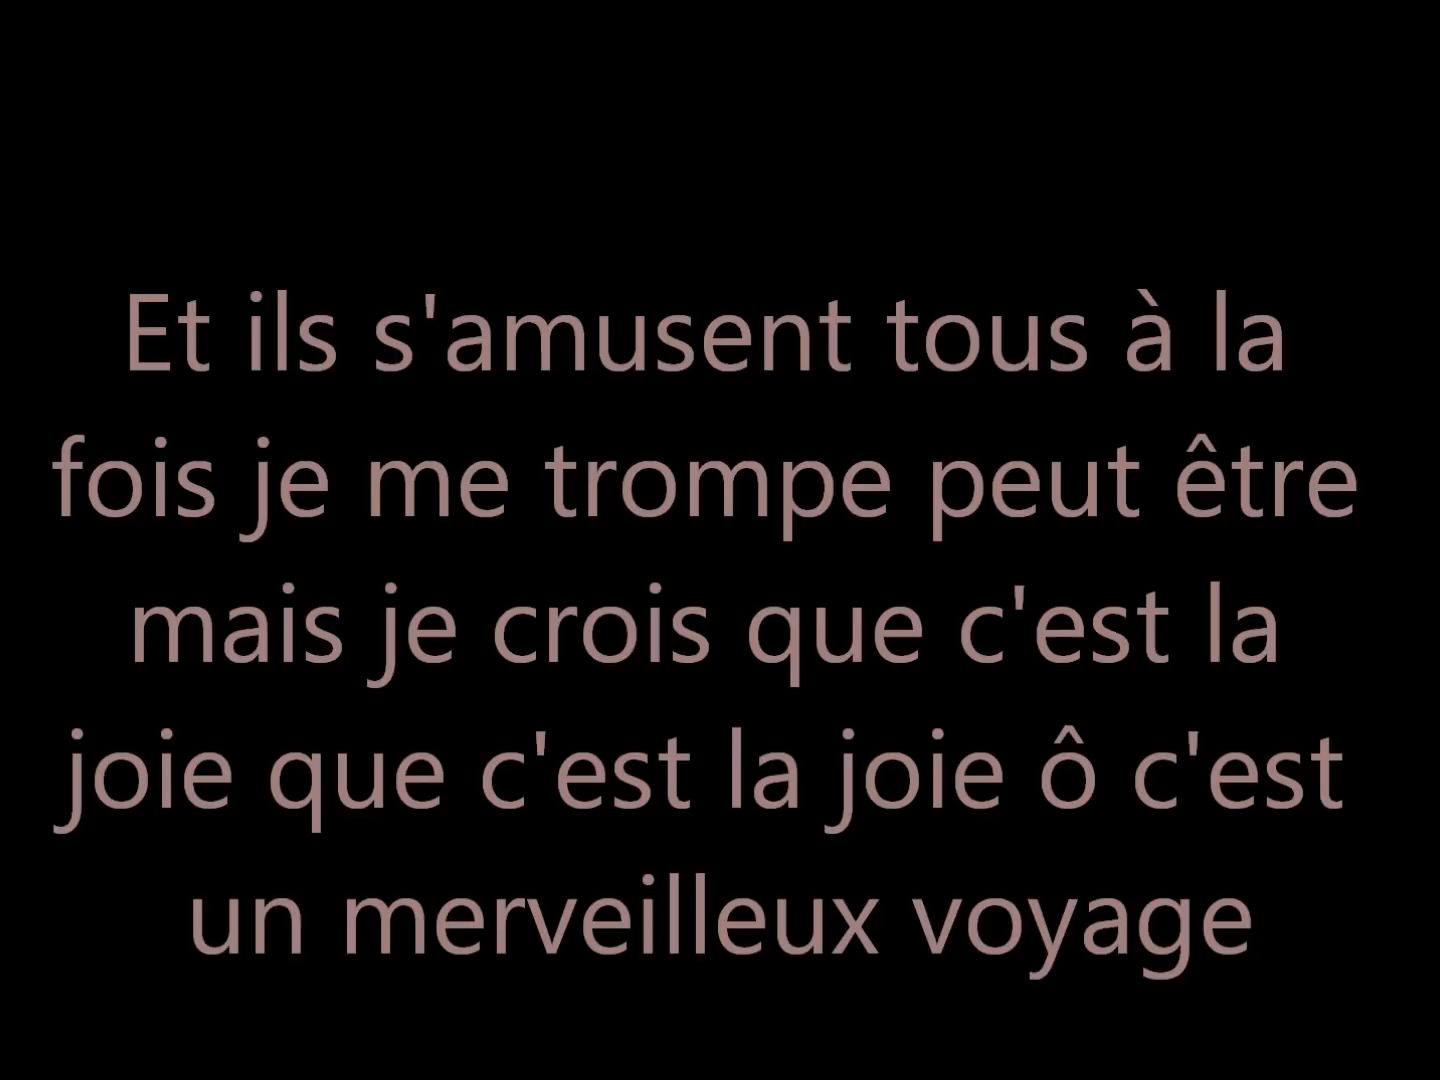 Et ils s'amusent tous à la
fois je me trompe peut être
mais je crois que c'est la
joie que c'est la joie ô c'est
un merveilleux voyage